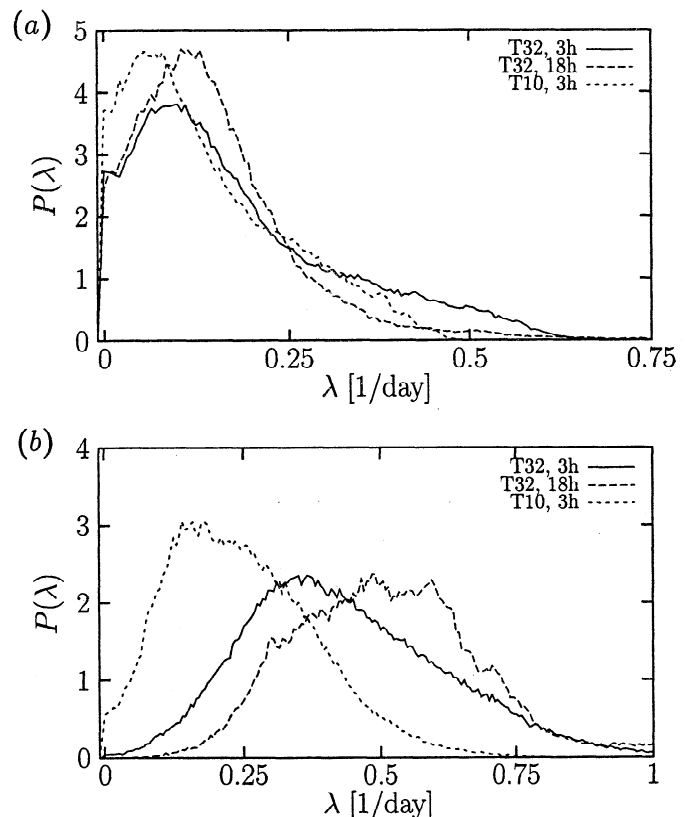 (a)
5
4
3
2
1
0
P(λ)
T32, 3h
T32, 18h
T10, 3h
0 0.25 0.5 0.75
λ [1/day]
(b)
4
3
2
1
0
P(λ)
T32, 3h
T32, 18h
T10, 3h
0 0.25 0.5 0.75 1
λ [1/day]